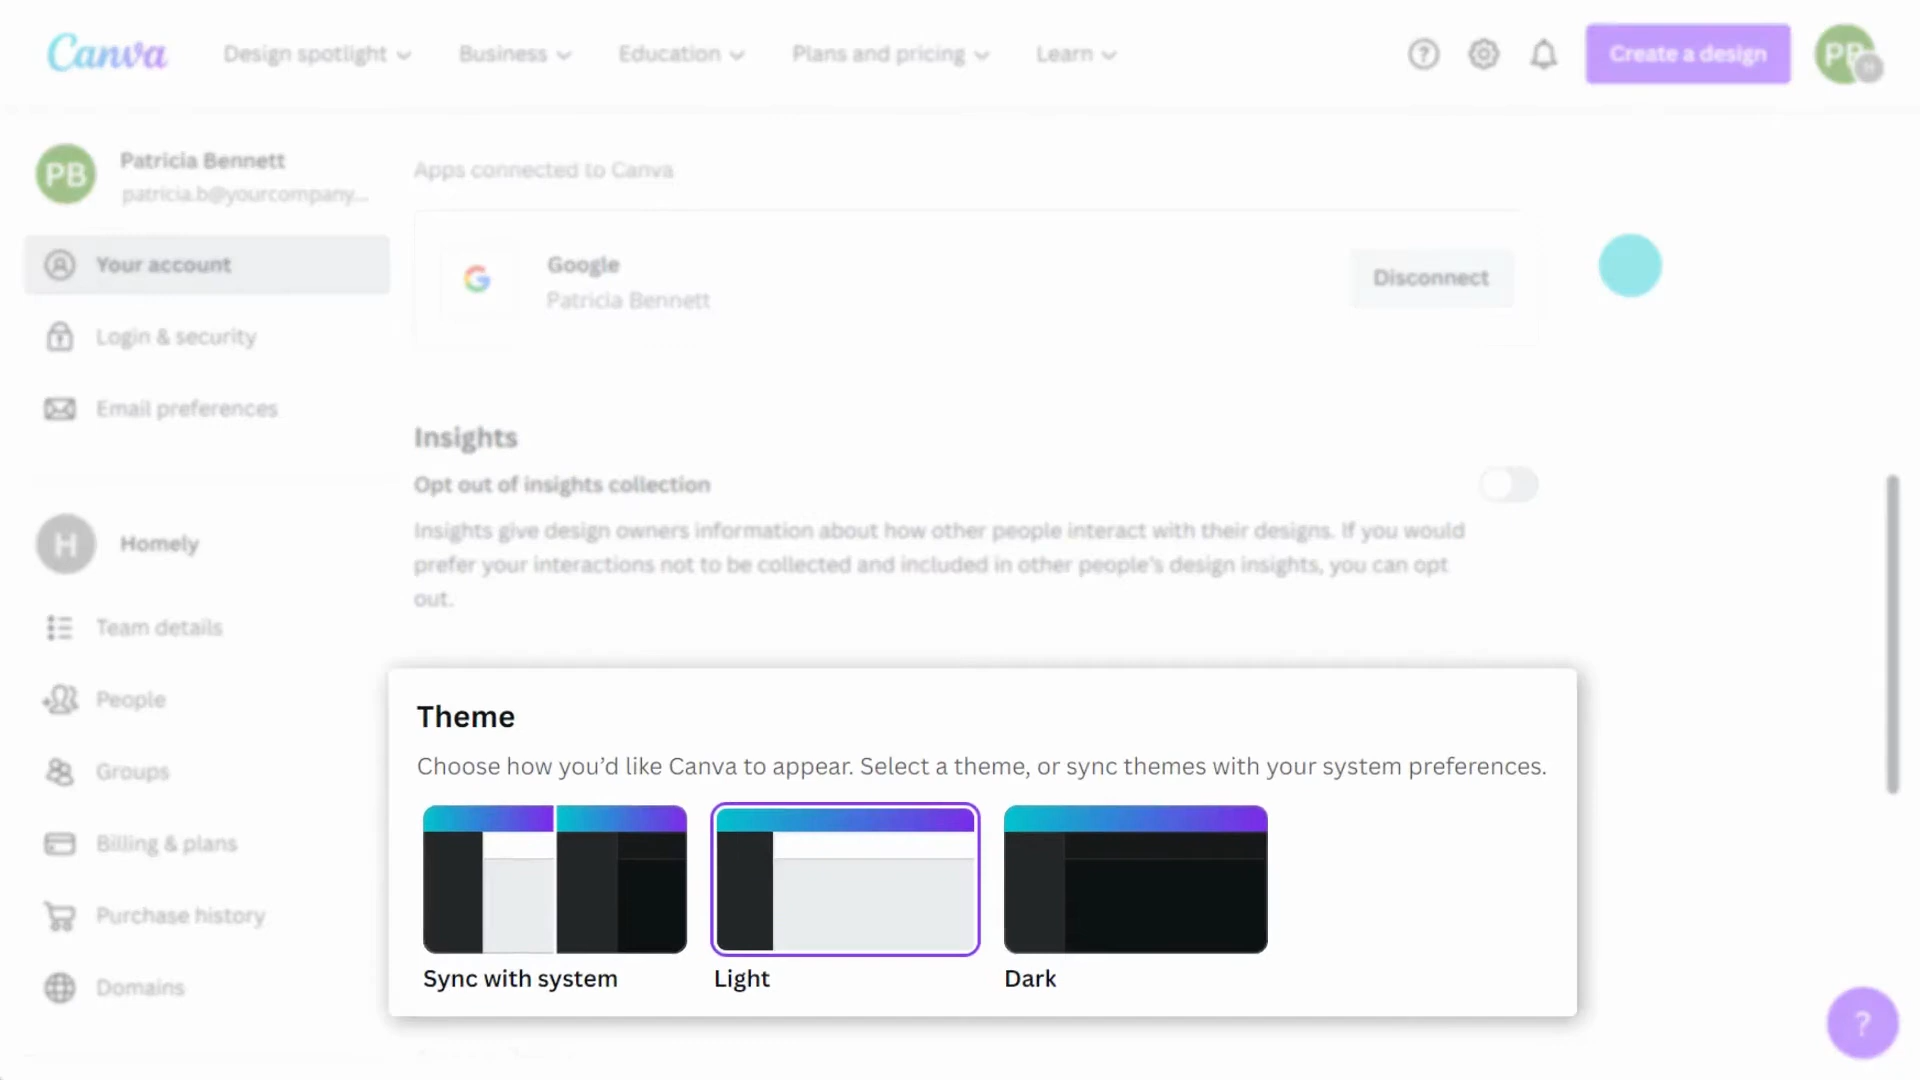 Canva
Design spotlight
Business
Education
Plans and pricing
Learn
?
Create a design
PB
H
PB
Patricia Bennett
patricia.b@yourcompany...
Your account
Login & security
Email preferences
H
Homely
Team details
People
Groups
Billing & plans
Purchase history
Domains
Apps connected to Canva
G
Google
Patricia Bennett
Disconnect
Insights
Opt out of insights collection
Insights give design owners information about how other people interact with their designs. If you would
prefer your interactions not to be collected and included in other people's design insights, you can opt
out.
Theme
Choose how you’d like Canva to appear. Select a theme, or sync themes with your system preferences.
Sync with system
Light
Dark
?